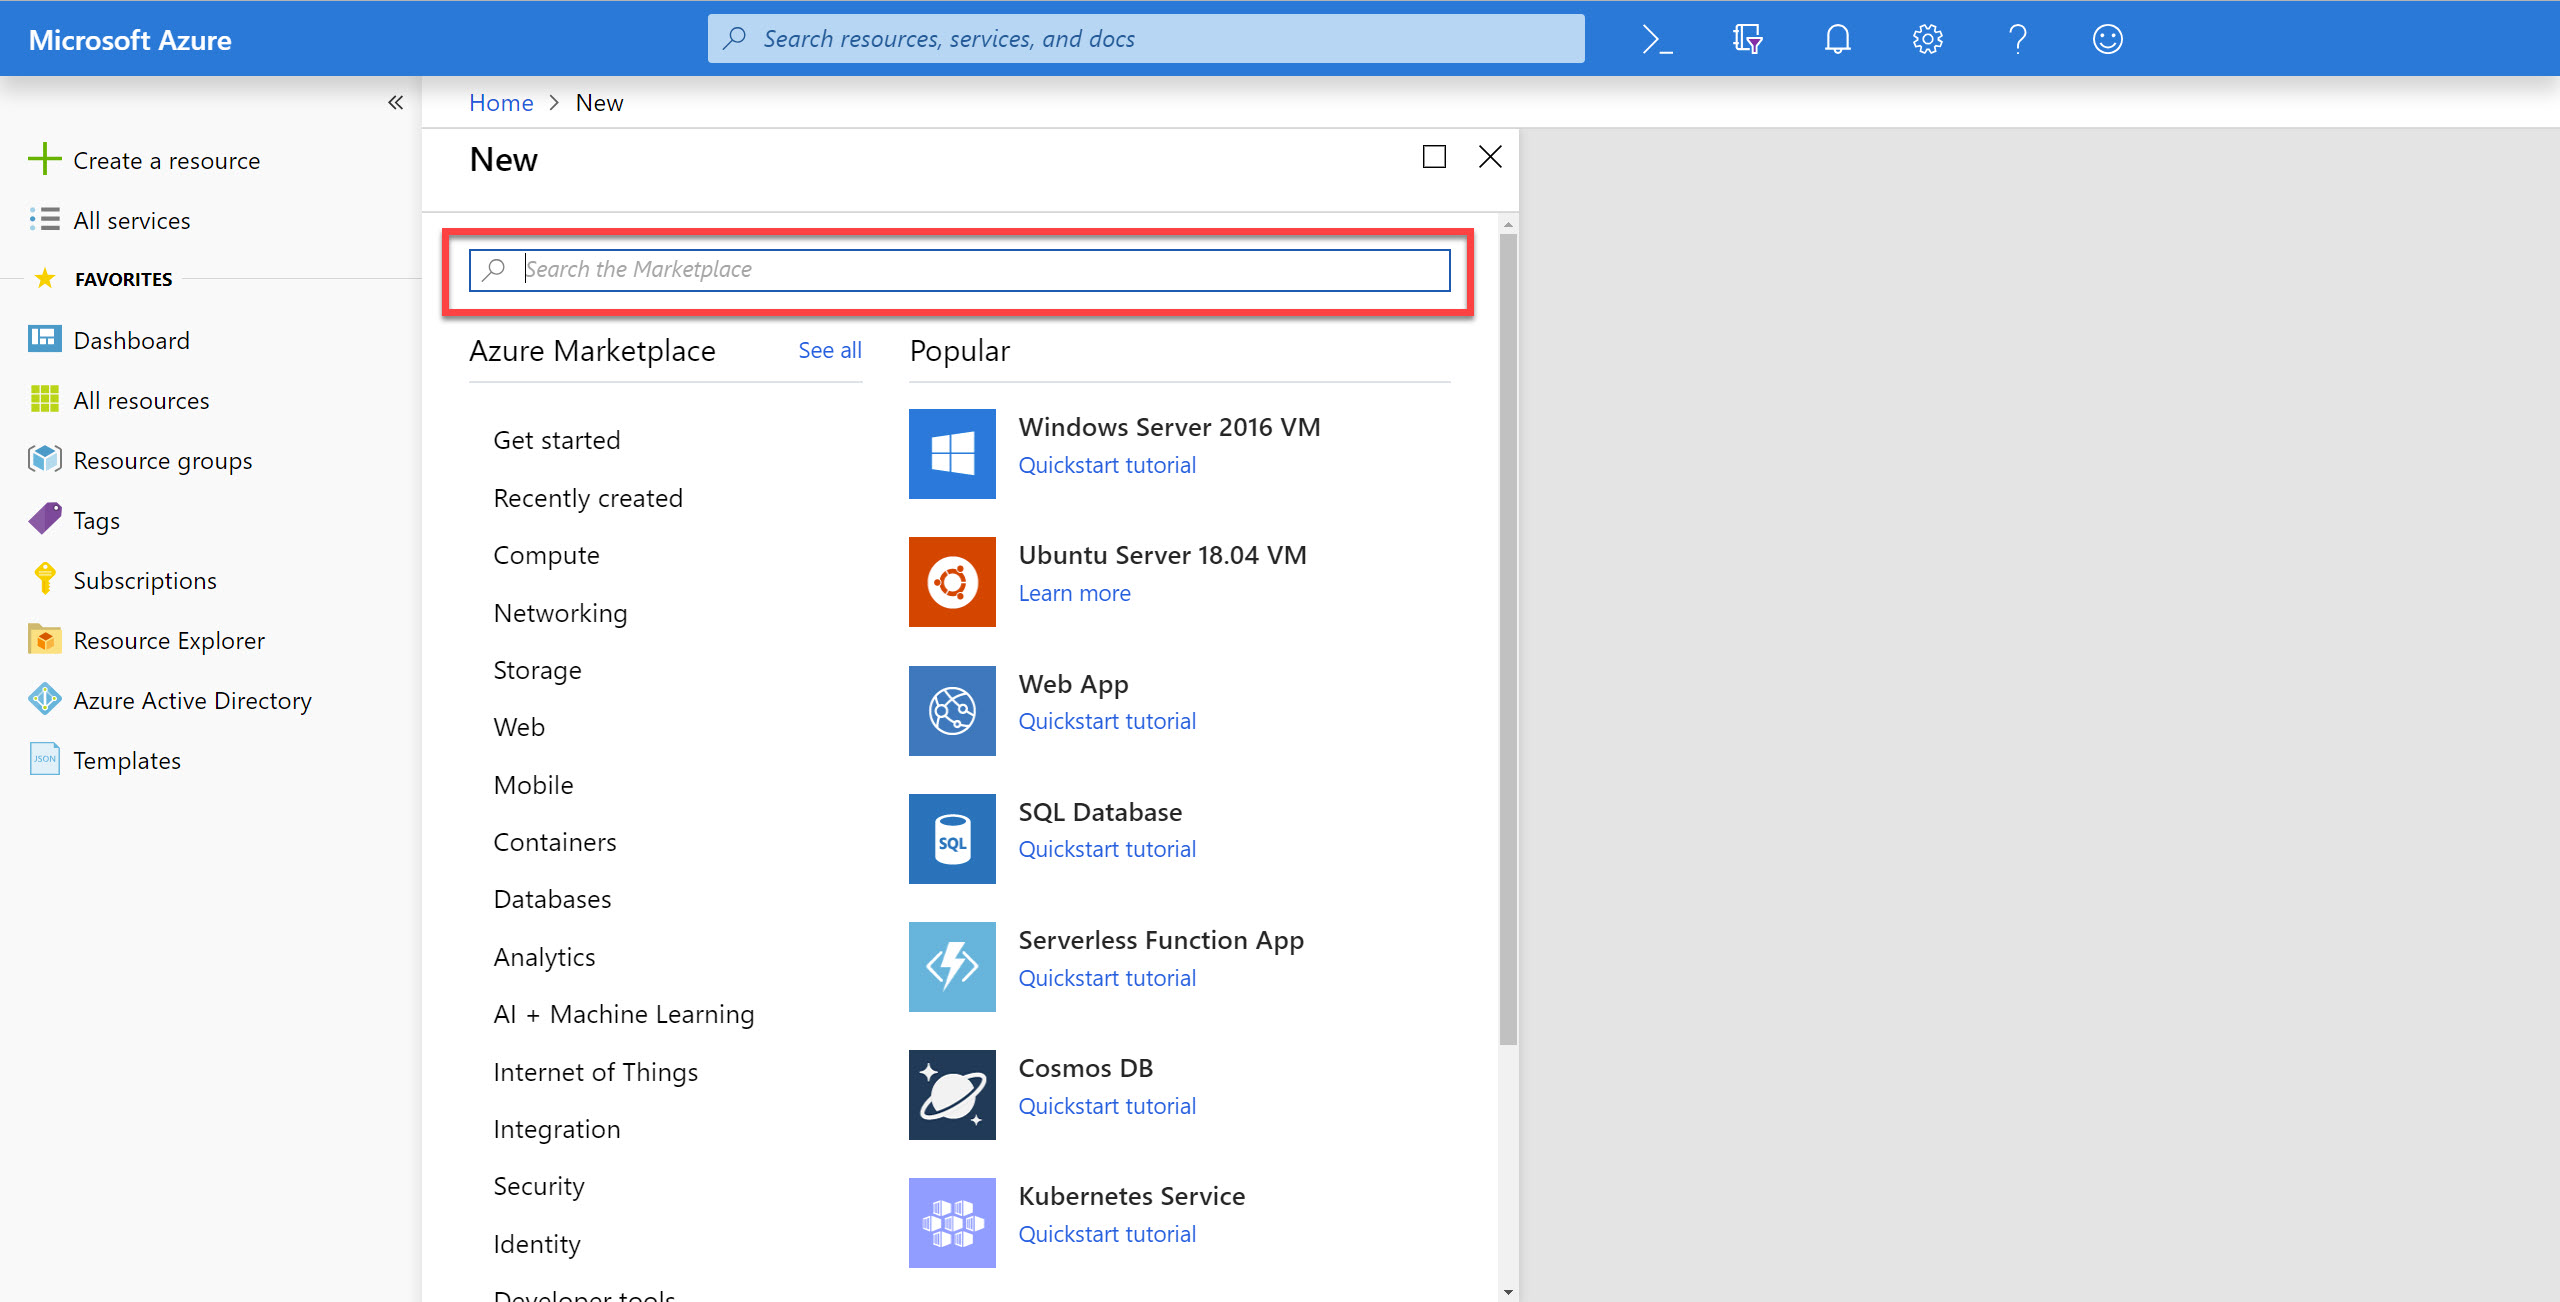 Microsoft Azure
Search resources, services, and docs
Create a resource
All services
FAVORITES
Dashboard
All resources
Resource groups
Tags
Subscriptions
Resource Explorer
Azure Active Directory
JSON
Templates
Home > New
New
Search the Marketplace
Azure Marketplace
See all
Get started
Recently created
Compute
Networking
Storage
Web
Mobile
Containers
Databases
Analytics
AI + Machine Learning
Internet of Things
Integration
Security
Identity
Developer tools
Popular
Windows Server 2016 VM
Quickstart tutorial
Ubuntu Server 18.04 VM
Learn more
Web App
Quickstart tutorial
SQL
SQL Database
Quickstart tutorial
Serverless Function App
Quickstart tutorial
Cosmos DB
Quickstart tutorial
Kubernetes Service
Quickstart tutorial